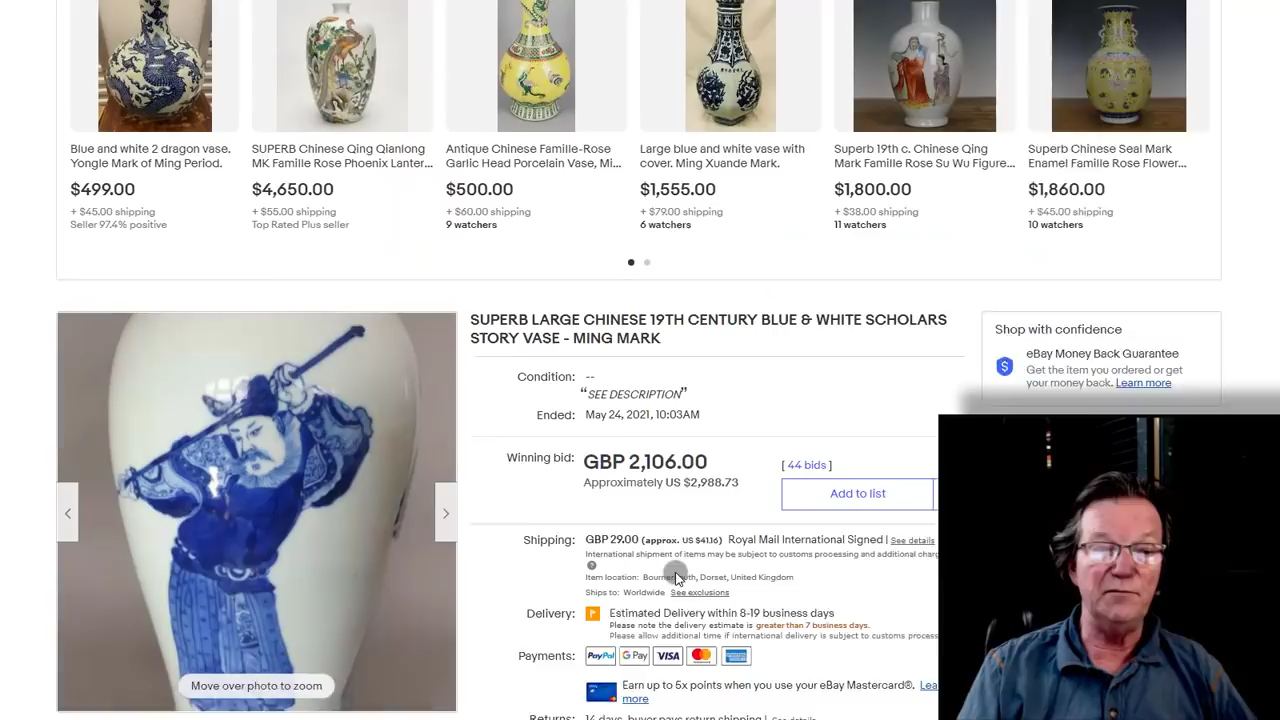 Blue and white 2 dragon vase. Yongle Mark of Ming Period.
$499.00
+ $45.00 shipping
Seller 97.4% positive
SUPERB Chinese Qing Qianlong MK Famille Rose Phoenix Lanter...
$4,650.00
+ $55.00 shipping
Top Rated Plus seller
Antique Chinese Famille-Rose Garlic Head Porcelain Vase, Mi...
$500.00
+ $60.00 shipping
9 watchers
Large blue and white vase with cover. Ming Xuande Mark.
$1,555.00
+ $79.00 shipping
6 watchers
Superb 19th c. Chinese Qing Mark Famille Rose Su Wu Figure...
$1,800.00
+ $38.00 shipping
11 watchers
Superb Chinese Seal Mark Enamel Famille Rose Flower...
$1,860.00
+ $45.00 shipping
10 watchers
SUPERB LARGE CHINESE 19TH CENTURY BLUE & WHITE SCHOLARS
STORY VASE - MING MARK
Condition: --
“SEE DESCRIPTION”
Ended: May 24, 2021, 10:03AM
Winning bid: GBP 2,106.00
[ 44 bids ]
Approximately US $2,988.73
Add to list
Shipping: GBP 29.00 (approx. US $41.16) Royal Mail International Signed | See details
International shipment of items may be subject to customs processing and additional charg
Item location: Dorset, United Kingdom
Ships to: Worldwide See exclusions
Delivery: Estimated Delivery within 8-19 business days
Please note the delivery estimate is greater than 7 business days.
Please allow additional time if international delivery is subject to customs process
Payments: PayPal G Pay VISA
Earn up to 5x points when you use your eBay Mastercard®. Lea
more
Returns: 14 days, buyer pays return shipping | See details
Move over photo to zoom
Shop with confidence
eBay Money Back Guarantee
Get the item you ordered or get
your money back. Learn more